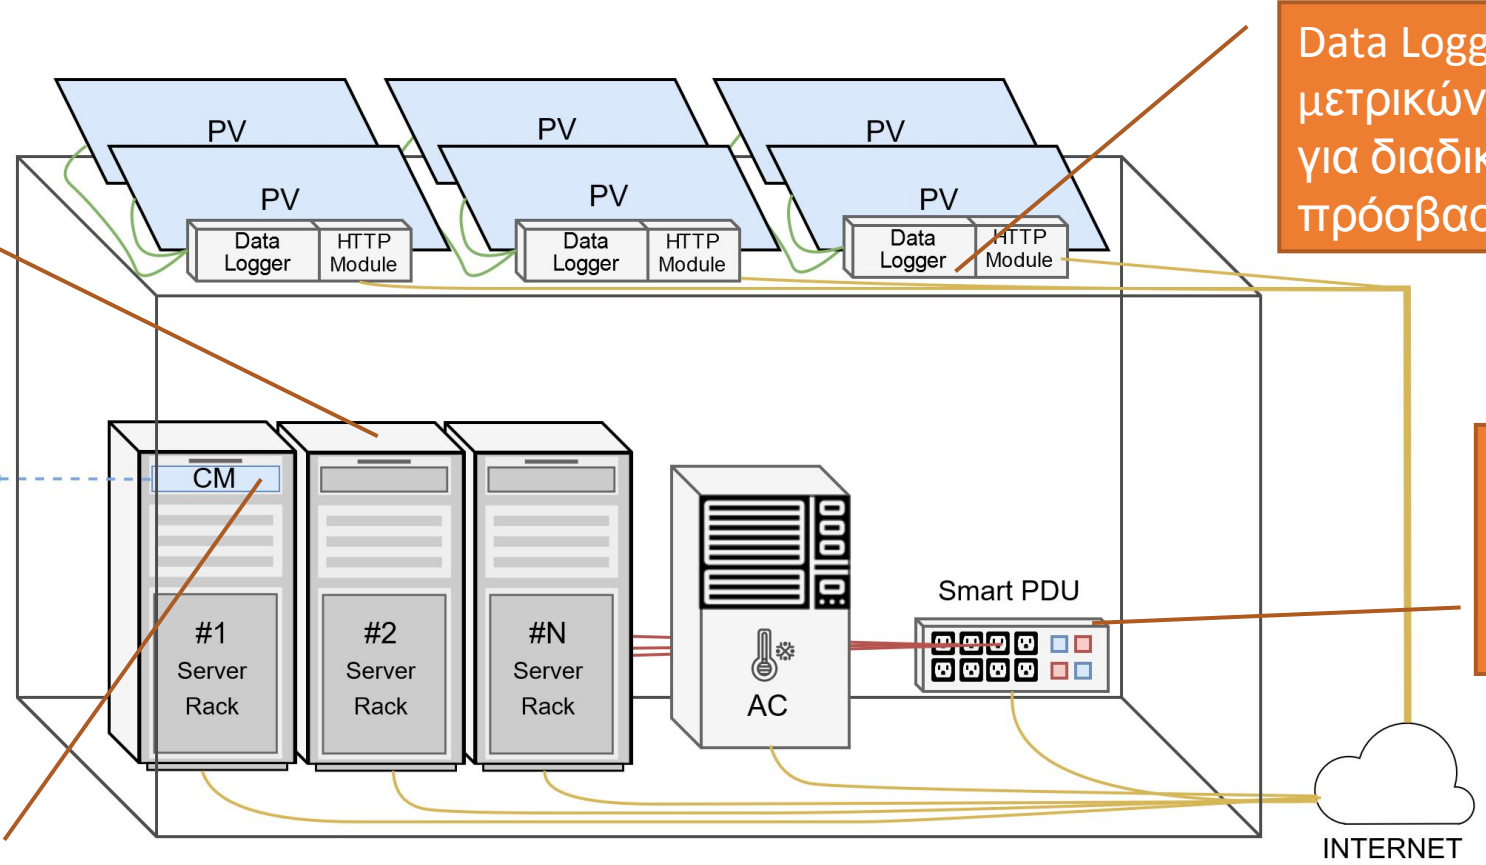 Data Logg
μετρικών
για διαδικ
πρόσβασ
PV
PV
PV
PV
PV
PV
Data
Logger
HTTP
Module
Data
Logger
HTTP
Module
Data
Logger
HTTP
Module
CM
#1
Server
Rack
#2
Server
Rack
#N
Server
Rack
AC
Smart PDU
INTERNET